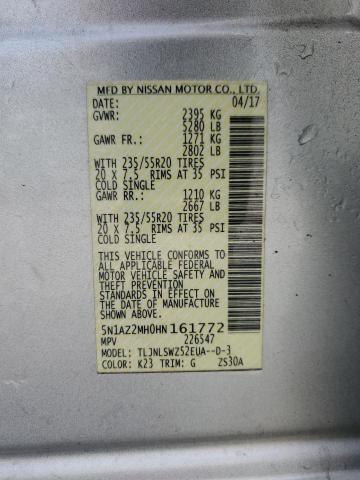 MFD BY NISSAN MOTOR CO., LTD.
DATE: 04/17
GVWR: 2395 KG
5280 LB
GAWR FR.: 1271 KG
2802 LB
WITH 235/55R20 TIRES
20 X 7.5 RIMS AT 35 PSI
COLD SINGLE
GAWR RR.: 1210 KG
2667 LB
WITH 235/55R20 TIRES
20 X 7.5 RIMS AT 35 PSI
COLD SINGLE
THIS VEHICLE CONFORMS TO
ALL APPLICABLE FEDERAL
MOTOR VEHICLE SAFETY AND
THEFT PREVENTION
STANDARDS IN EFFECT ON
THE DATE OF MANUFACTURE
SHOWN ABOVE.
5N1AZ2MH0HN161772
MPV 226547
MODEL: TLJNLSWZ52EUA--D-3
COLOR: K23 TRIM: G ZS30A